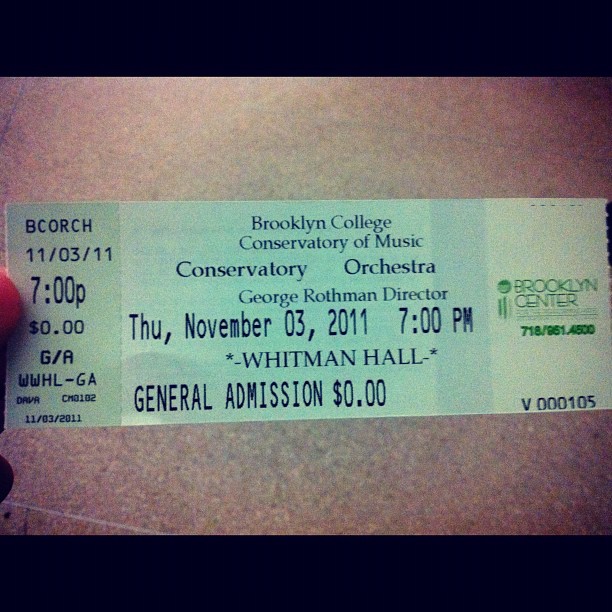 BCORCH
11/03/11
7:00p
$0.00
G/A
WWHL-GA
DAVA CM0102
11/03/2011
Brooklyn College
Conservatory of Music
Conservatory Orchestra
George Rothman Director
Thu, November 03, 2011 7:00 PM
*-WHITMAN HALL-*
GENERAL ADMISSION $0.00
BROOKLYN
CENTER
718/951.4500
V 000105